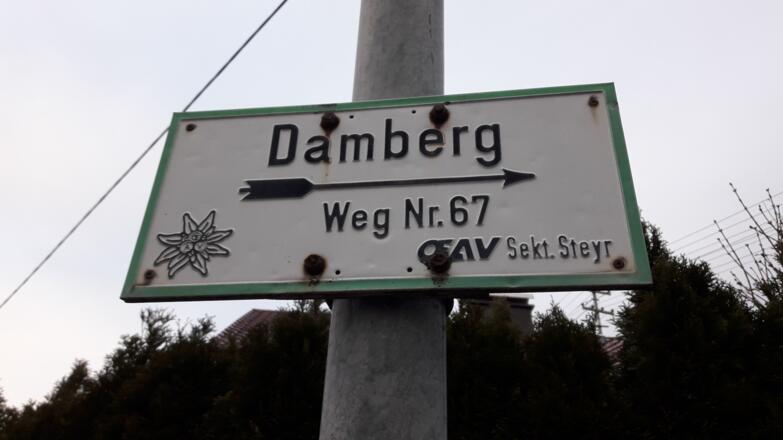 Damberg
Weg Nr. 67
OEAV Sekt. Steyr